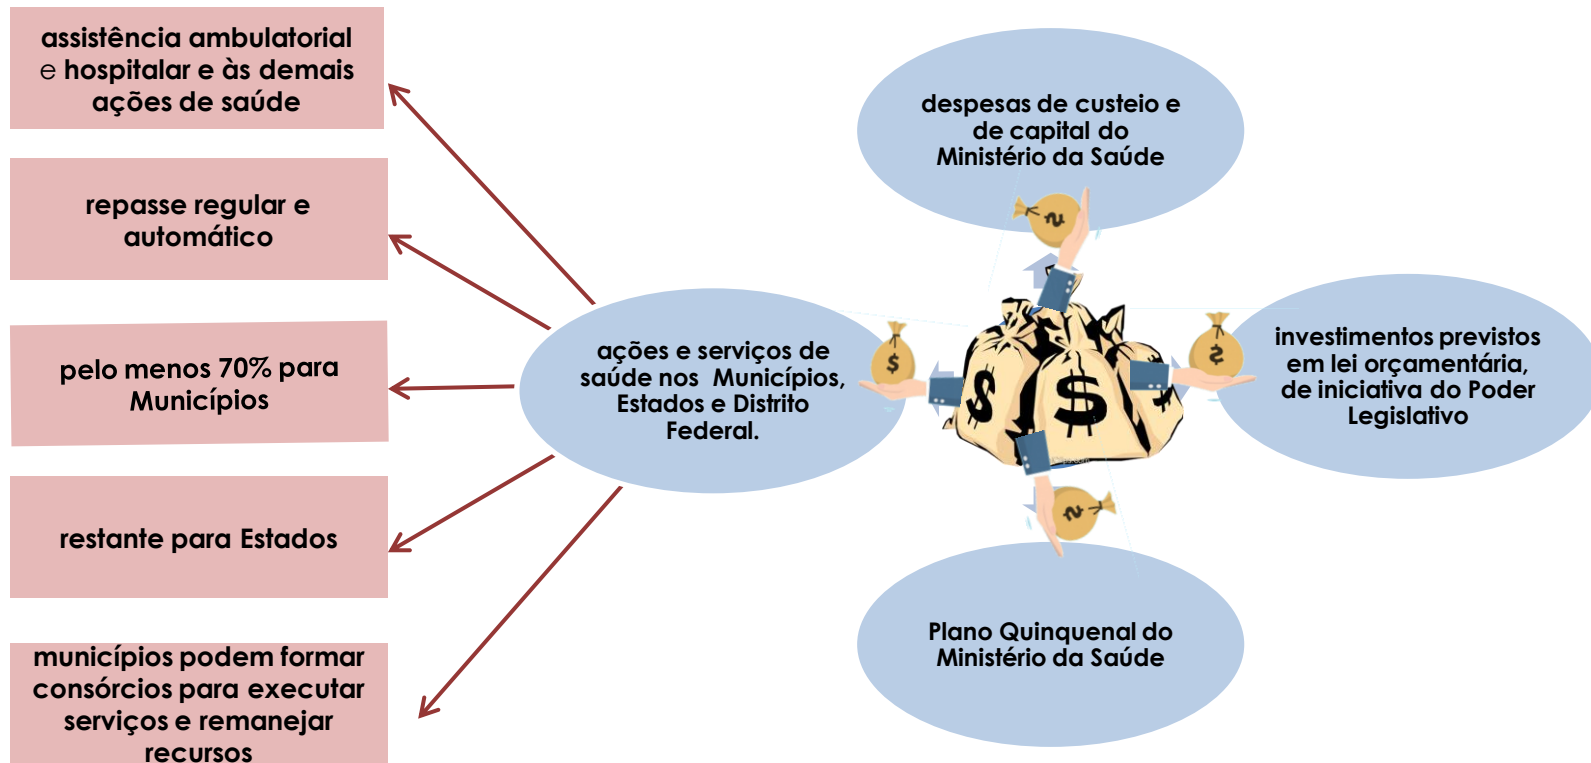 assistência ambulatorial
e hospitalar e às demais
ações de saúde
repasse regular e
automático
pelo menos 70% para
Municípios
restante para Estados
municípios podem formar
consórcios para executar
serviços e remanejar
recursos
ações e serviços de
saúde nos Municípios,
Estados e Distrito
Federal.
despesas de custeio e
de capital do
Ministério da Saúde
investimentos previstos
em lei orçamentária,
de iniciativa do Poder
Legislativo
Plano Quinquenal do
Ministério da Saúde
$
$
$
$
$
$
$